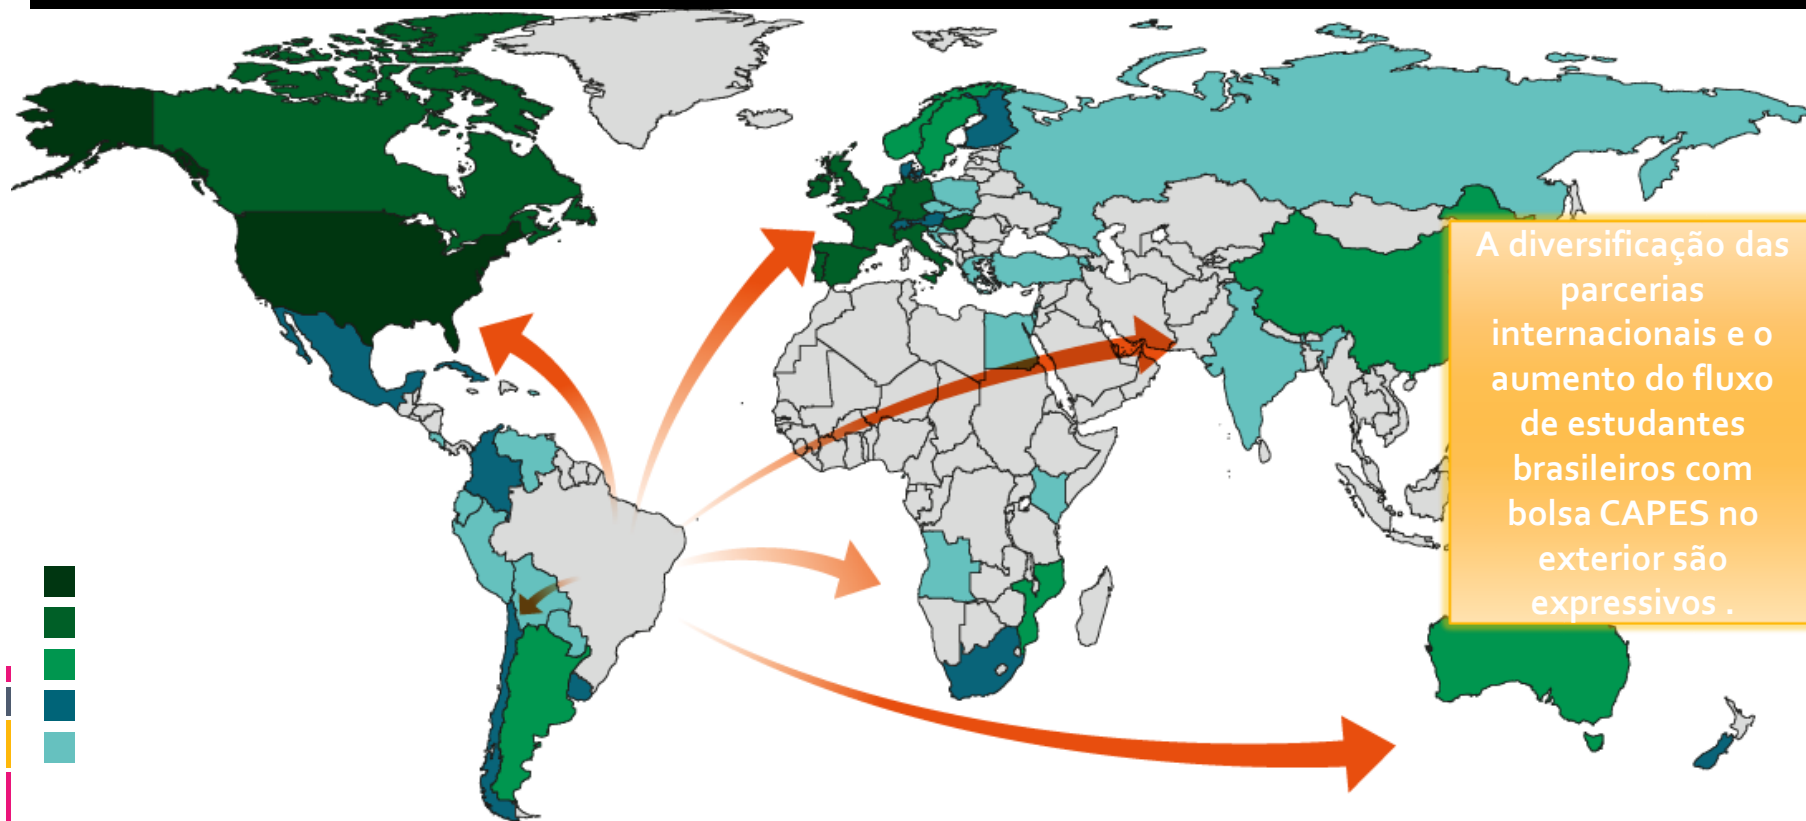 A diversificação das
parcerias
internacionais e o
aumento do fluxo
de estudantes
brasileiros com
bolsa CAPES no
exterior são
expressivos .